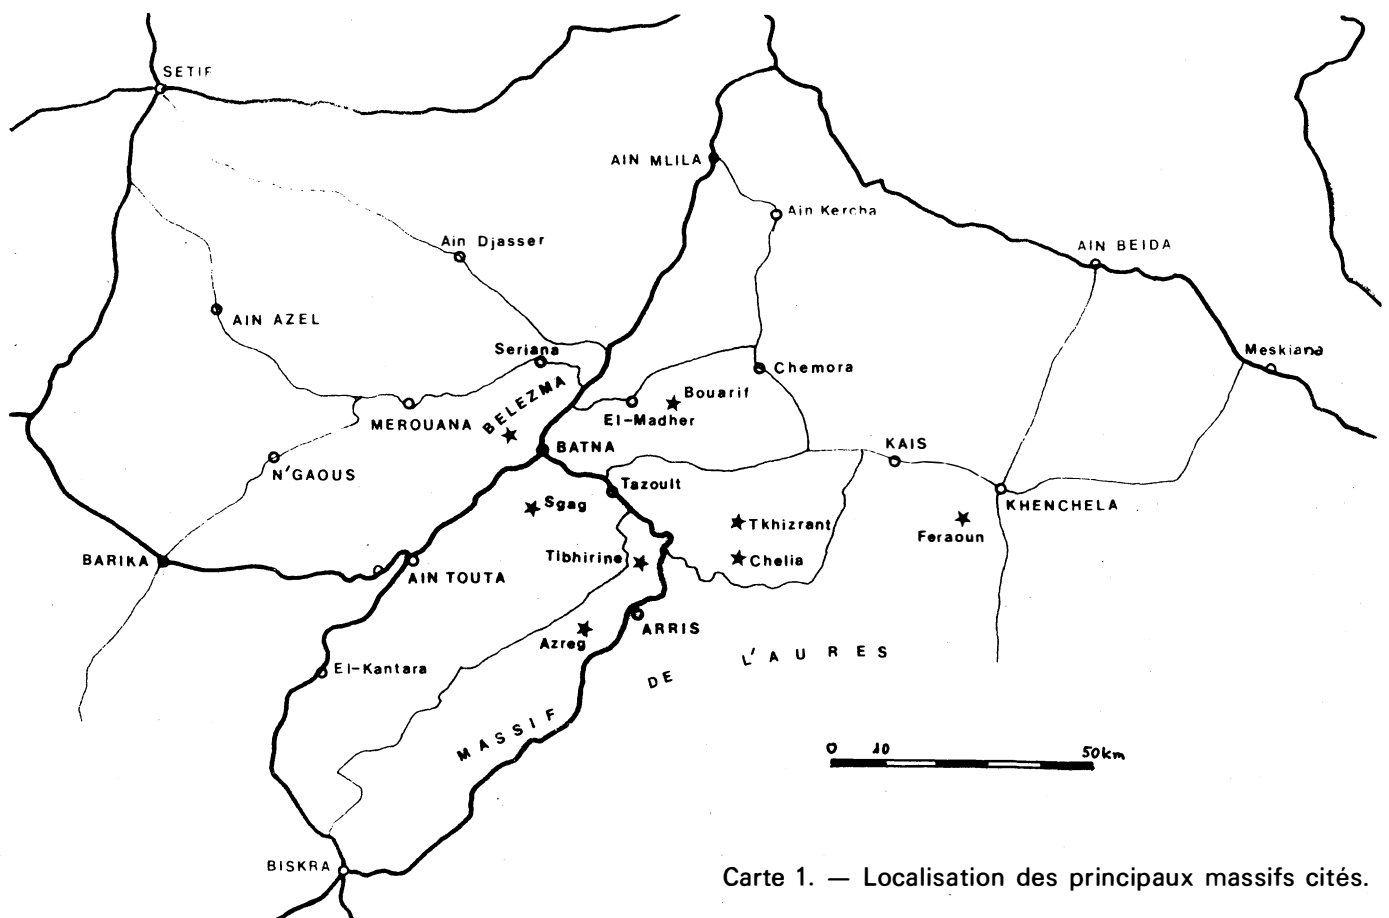 SETIF
AIN MLILA
Ain Kercha
Ain Djasser
AIN BEIDA
AIN AZEL
Seriana
Meskiana
Chemora
BELEZMA
Bouarif
El-Madher
MEROUANA
BATNA
KAIS
N'GAOUS
Tazoult
Sgag
KHENCHELA
Tkhizrant
Feraoun
Tibhirine
Chelia
BARIKA
AIN TOUTA
ARRIS
Azreg
El-Kantara
MASSIF DE L'AURES
0 10 50km
BISKRA
Carte 1. — Localisation des principaux massifs cités.